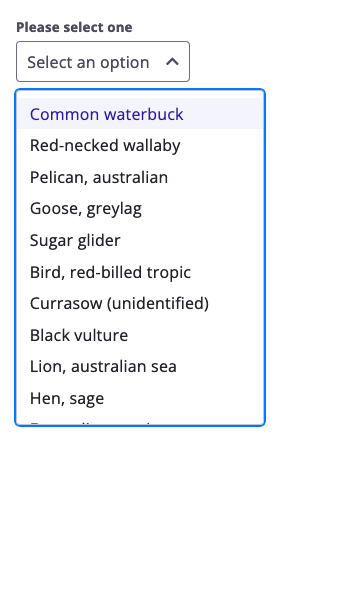 Please select one
Select an option
Common waterbuck
Red-necked wallaby
Pelican, australian
Goose, greylag
Sugar glider
Bird, red-billed tropic
Currasow (unidentified)
Black vulture
Lion, australian sea
Hen, sage